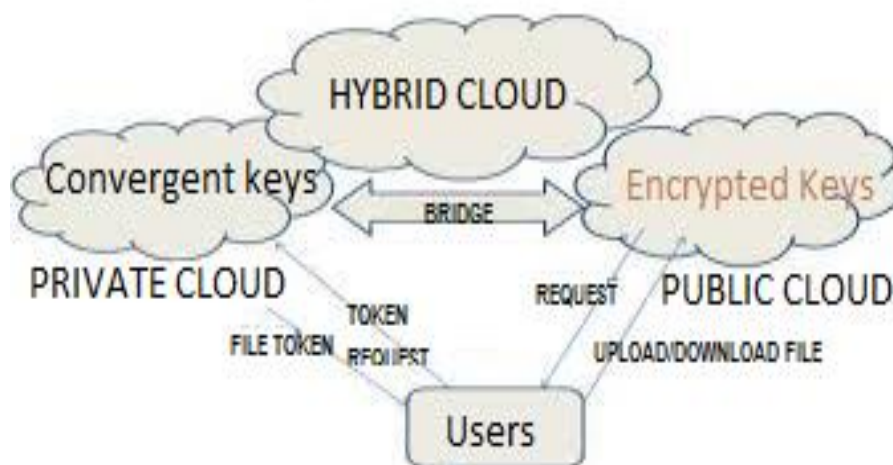 HYBRID CLOUD
Convergent keys
Encrypted Keys
BRIDGE
PRIVATE CLOUD
PUBLIC CLOUD
REQUEST
TOKEN
REQUEST
FILE TOKEN
UPLOAD/DOWNLOAD FILE
Users